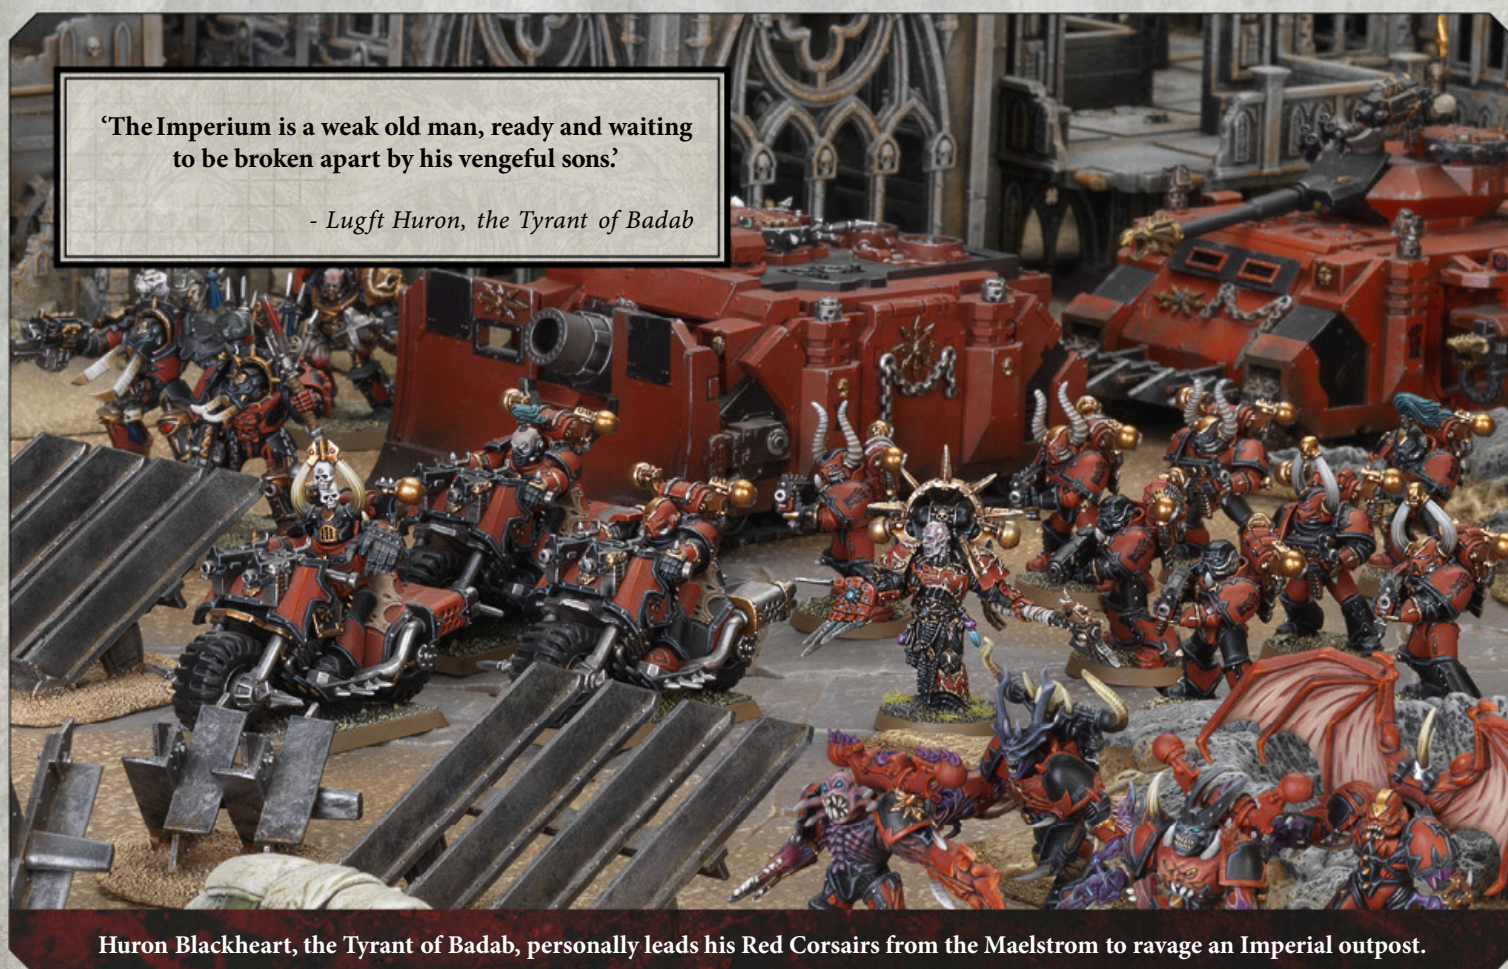 ‘The Imperium is a weak old man, ready and waiting
to be broken apart by his vengeful sons.’
- Lugft Huron, the Tyrant of Badab
Huron Blackheart, the Tyrant of Badab, personally leads his Red Corsairs from the Maelstrom to ravage an Imperial outpost.